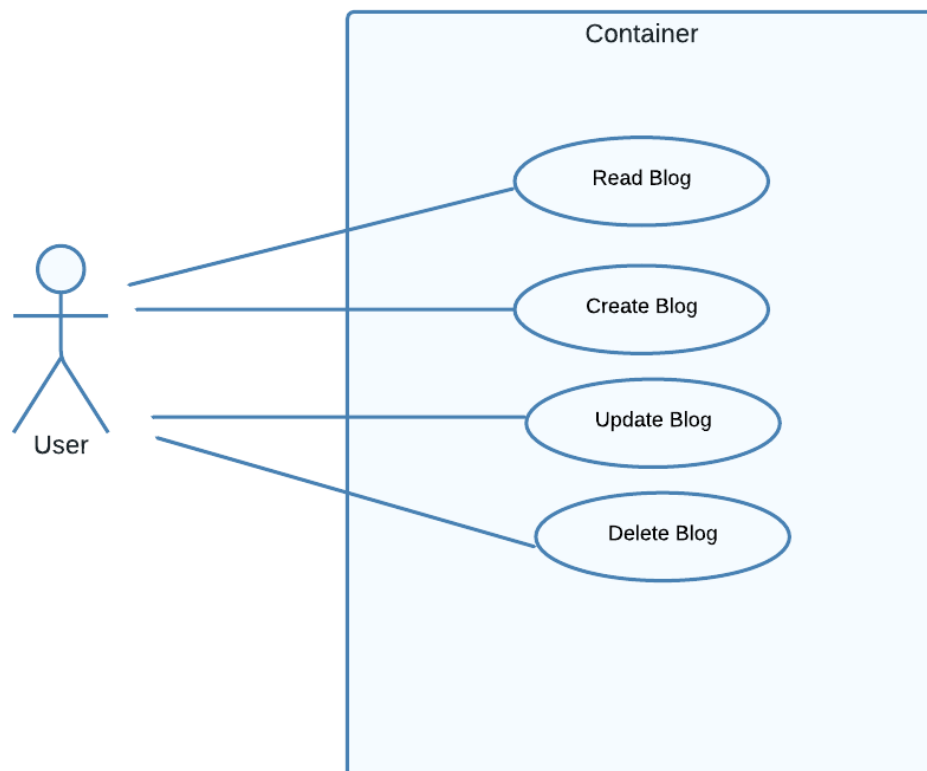 Container
Read Blog
Create Blog
Update Blog
Delete Blog
User